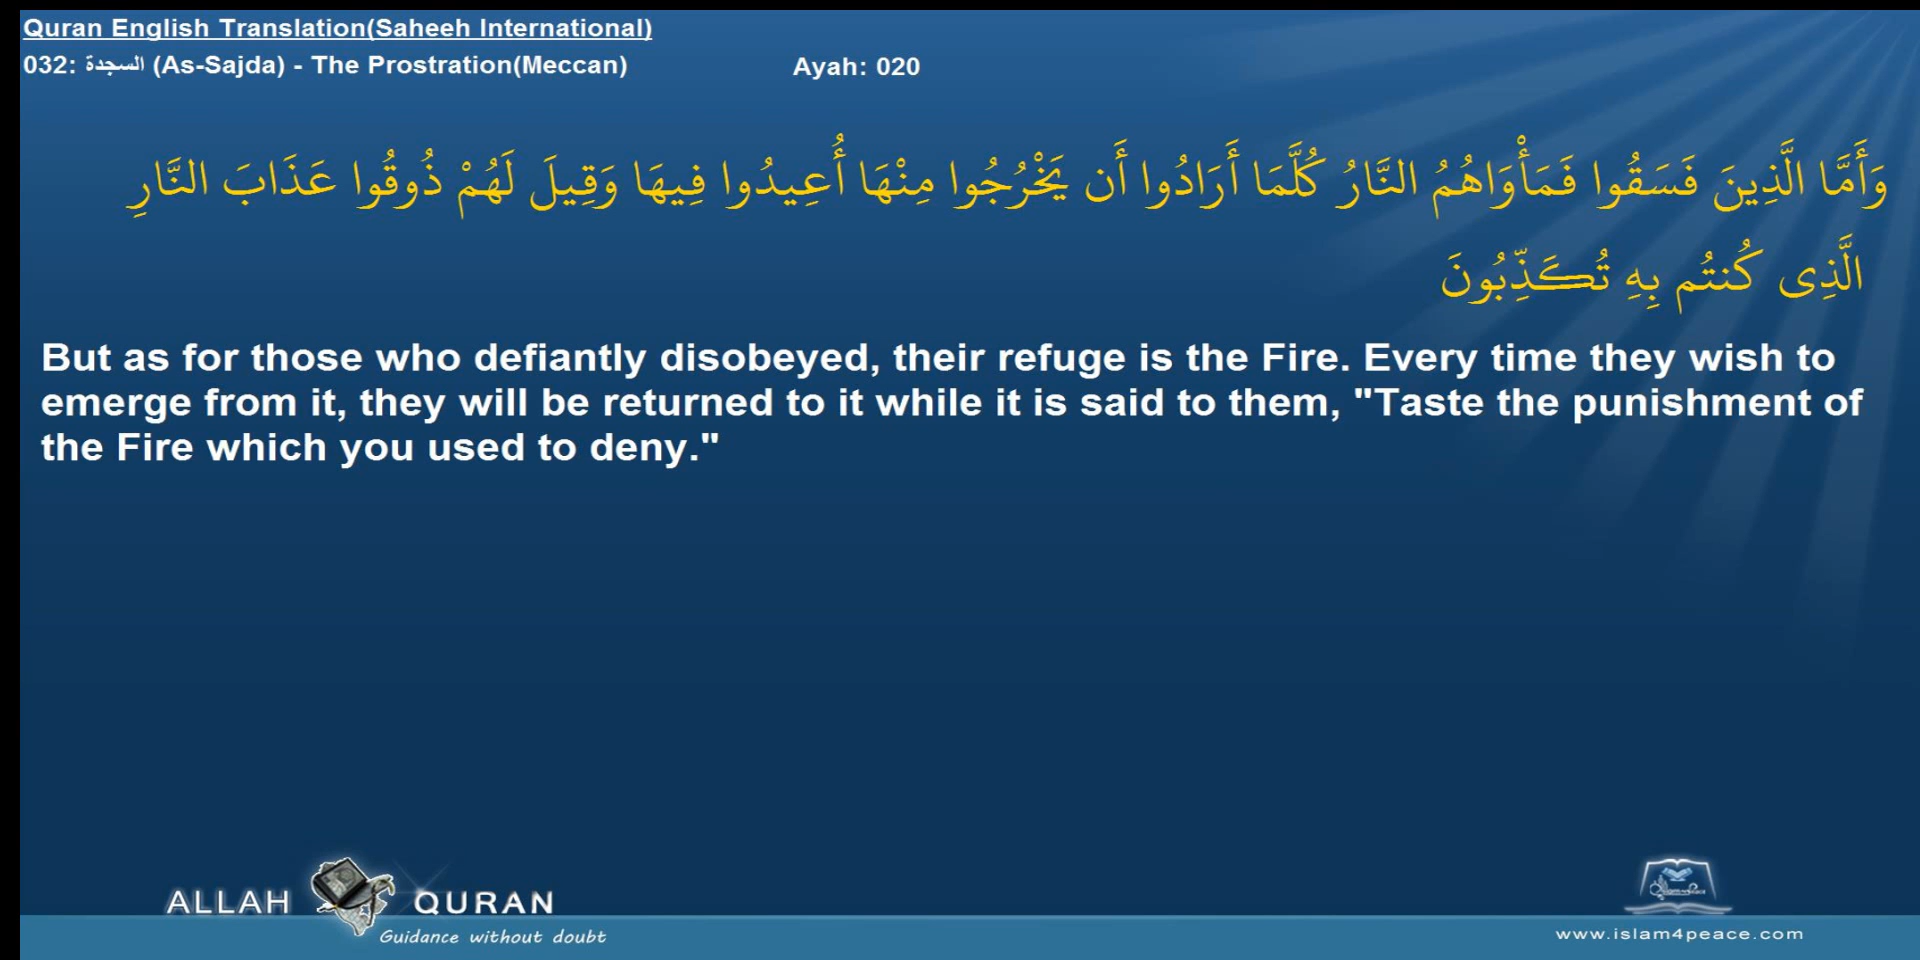 Quran English Translation(Saheeh International)
032: السجدة (As-Sajda) - The Prostration(Meccan) Ayah: 020
وَأَمَّا الَّذِينَ فَسَقُوا فَمَأْوَاهُمُ النَّارُ كُلَّمَا أَرَادُوا أَن يَخْرُجُوا مِنْهَا أُعِيدُوا فِيهَا وَقِيلَ لَهُمْ ذُوقُوا عَذَابَ النَّارِ
الَّذِى كُنتُم بِهِ تُكَذِّبُونَ
But as for those who defiantly disobeyed, their refuge is the Fire. Every time they wish to
emerge from it, they will be returned to it while it is said to them, "Taste the punishment of
the Fire which you used to deny."
ALLAH QURAN
Guidance without doubt
www.islam4peace.com